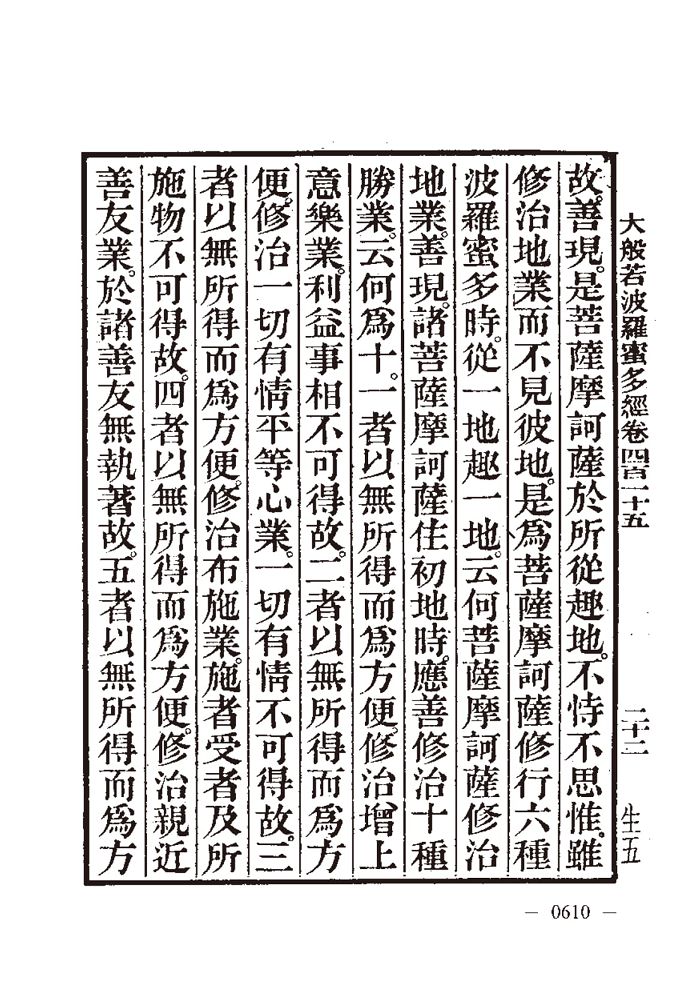 大般若波羅蜜多經卷四百一十五
二十二
生五
故。善現。是菩薩摩訶薩於所從趣地。不恃不思惟。雖
修治地業而不見彼地。是爲菩薩摩訶薩修行六種
波羅蜜多時。從一地趣一地。云何菩薩摩訶薩修治
地業。善現。諸菩薩摩訶薩住初地時。應善修治十種
勝業。云何爲十。一者以無所得而爲方便。修治增上
意樂業。利益事相不可得故。二者以無所得而爲方
便。修治一切有情平等心業。一切有情不可得故。三
者以無所得而爲方便。修治布施業。施者受者及所
施物不可得故。四者以無所得而爲方便。修治親近
善友業。於諸善友無執著故。五者以無所得而爲方
— 0610 —